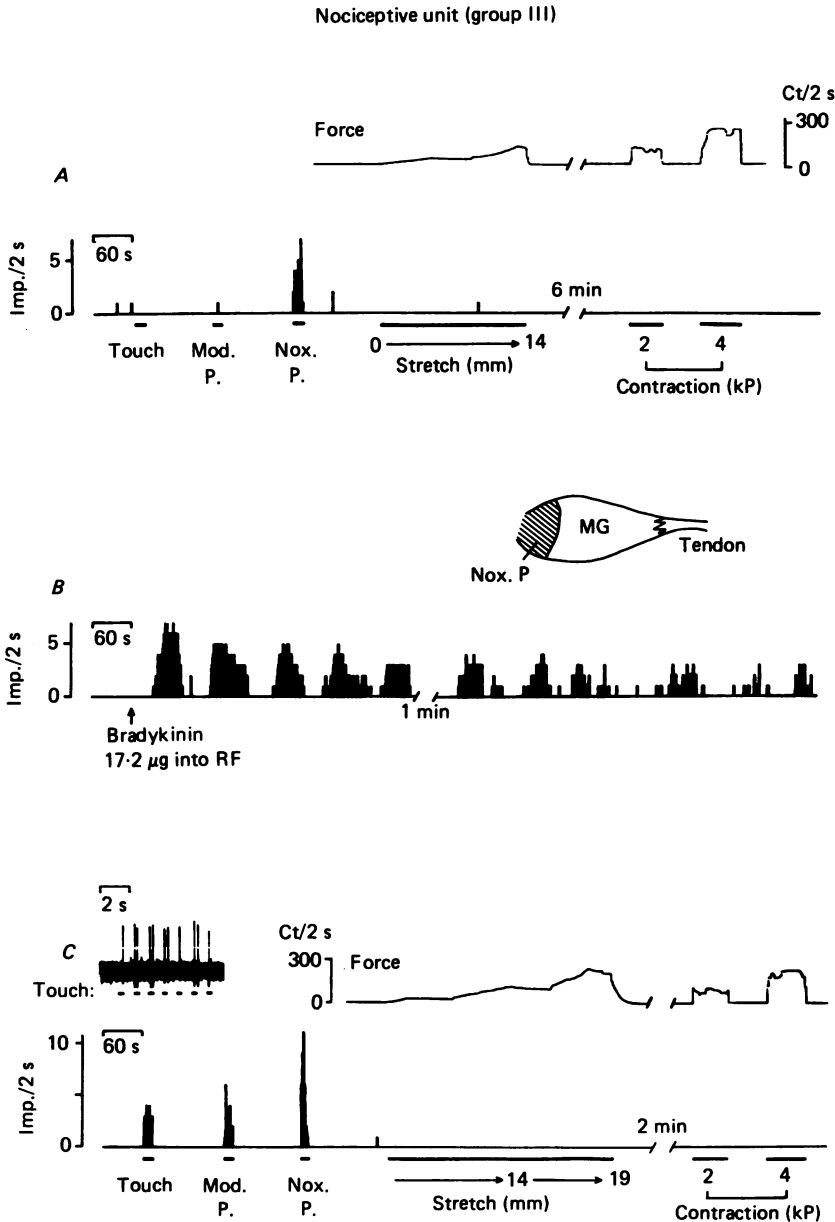 Nociceptive unit (group III)
Ct/2 s
Force
300
0
A
Imp./2 s
60 s
5
0
6 min
Touch
Mod. P.
Nox. P.
0
14
Stretch (mm)
2
4
Contraction (kP)
MG
Tendon
Nox. P
B
Imp./2 s
60 s
5
0
1 min
Bradykinin
17·2 μg into RF
2 s
C
Touch:
Ct/2 s
300
Force
0
60 s
Imp./2 s
10
0
2 min
Touch
Mod. P.
Nox. P.
14
19
Stretch (mm)
2
4
Contraction (kP)